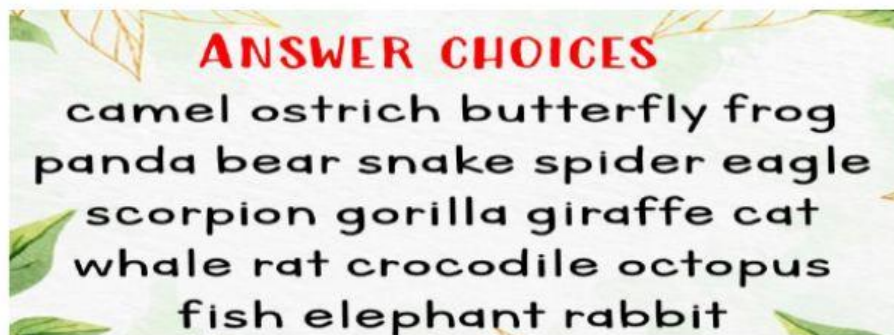 ANSWER CHOICES
camel ostrich butterfly frog
panda bear snake spider eagle
scorpion gorilla giraffe cat
whale rat crocodile octopus
fish elephant rabbit